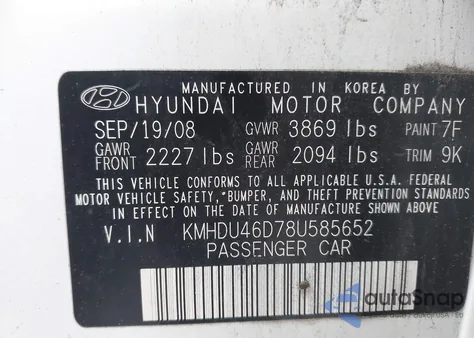 MANUFACTURED IN KOREA BY
HYUNDAI MOTOR COMPANY
SEP/19/08 GVWR 3869 lbs PAINT 7F
GAWR FRONT 2227 lbs GAWR REAR 2094 lbs TRIM 9K
THIS VEHICLE CONFORMS TO ALL APPLICABLE U.S.A. FEDERAL
MOTOR VEHICLE SAFETY, *BUMPER, AND THEFT PREVENTION STANDARDS
IN EFFECT ON THE DATE OF MANUFACTURE SHOWN ABOVE
V.I.N KMHDU46D78U585652
PASSENGER CAR
autoSnap